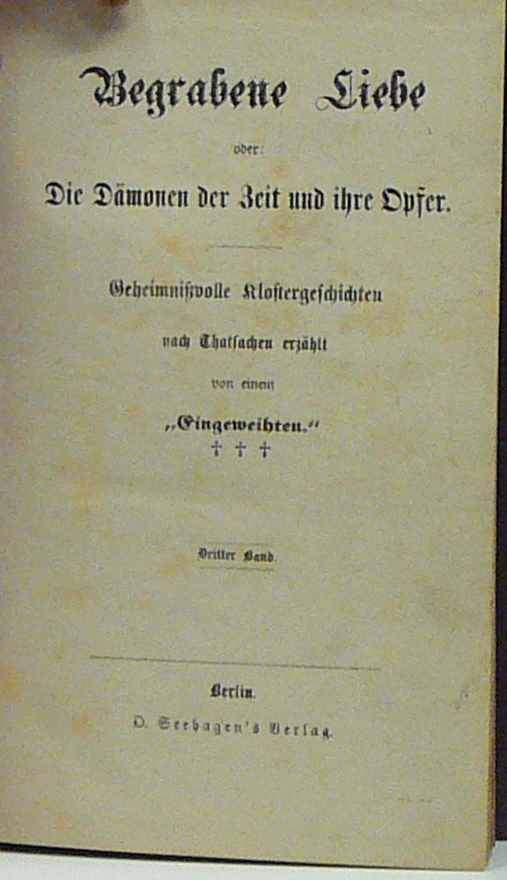 Begrabene Liebe
oder:
Die Dämonen der Zeit und ihre Opfer.
Geheimnißvolle Klostergeschichten
nach Thatsachen erzählt
von einem
„Eingeweihten.“
† † †
Dritter Band.
Berlin.
O. Seehagen's Verlag.